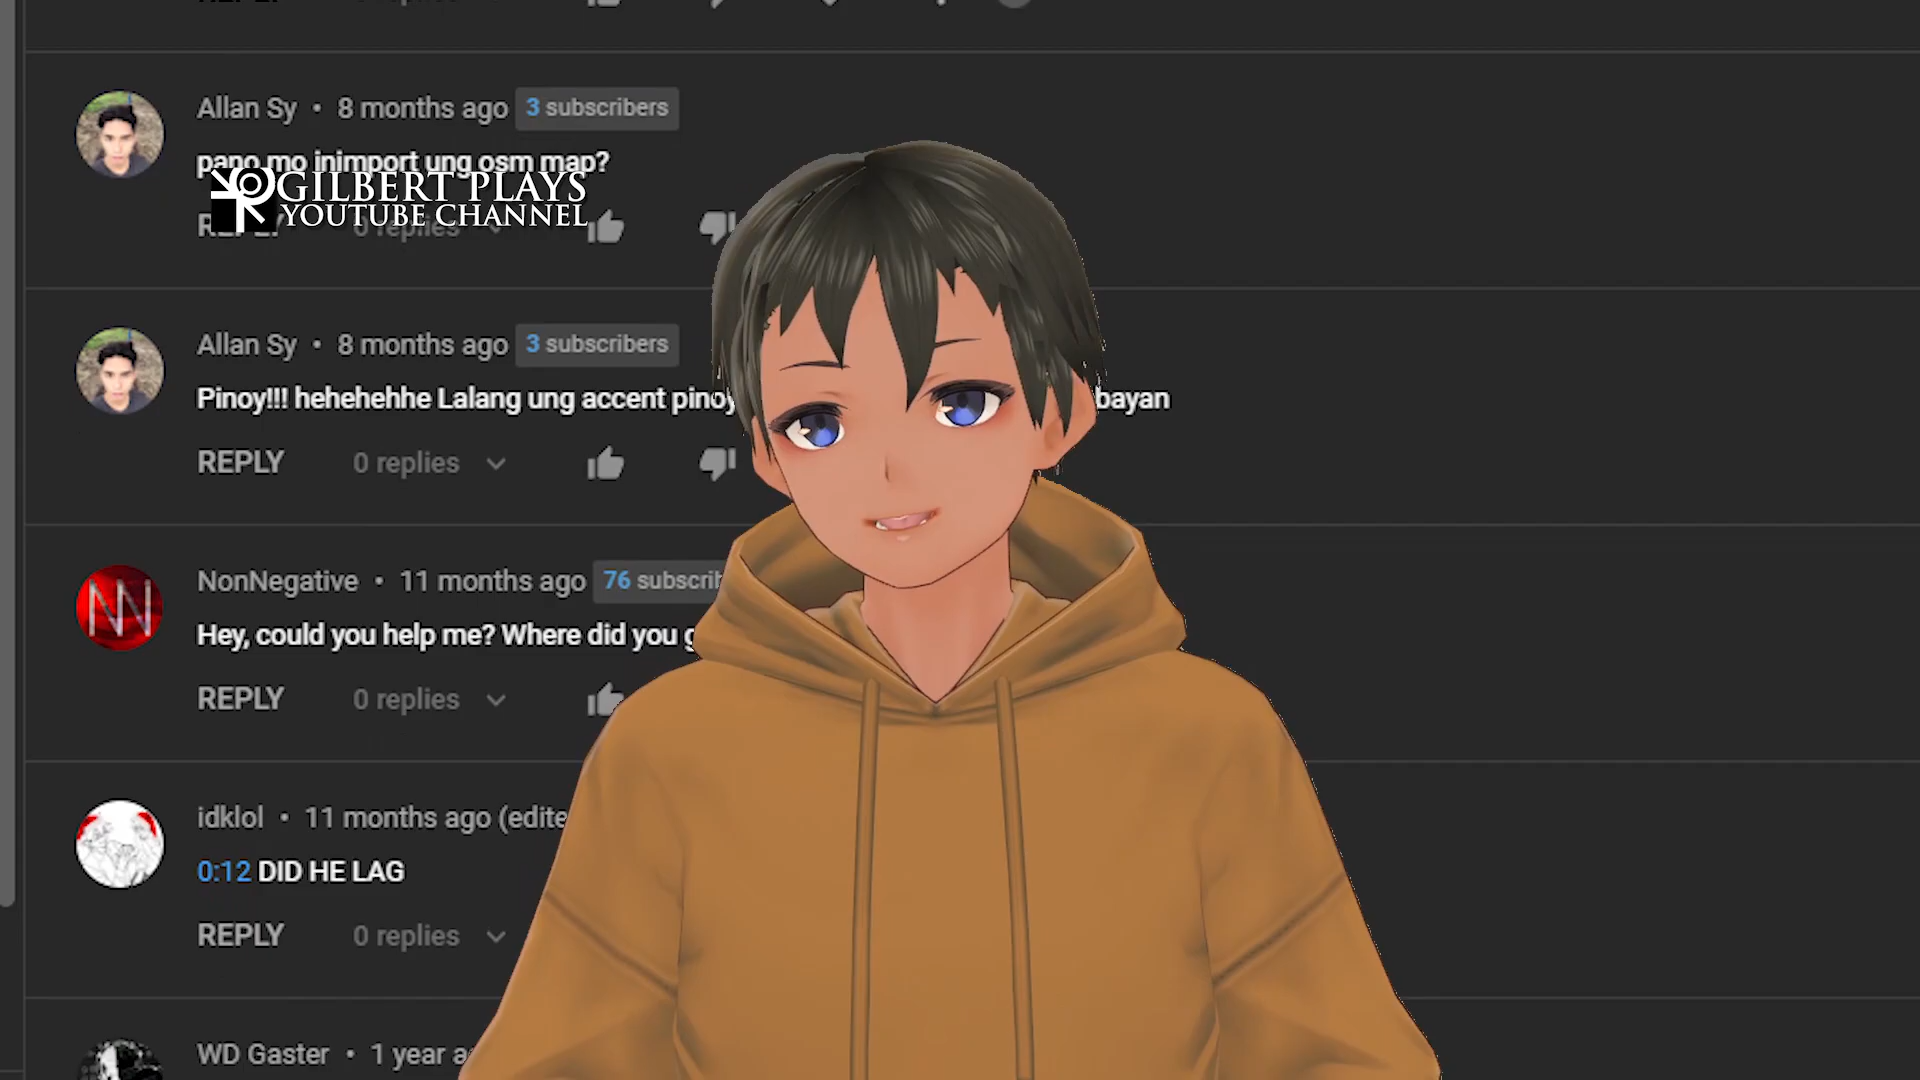 Allan Sy • 8 months ago 3 subscribers
pano mo inimport ung osm map?
GILBERT PLAYS
YOUTUBE CHANNEL
REPLY 0 replies
Allan Sy • 8 months ago 3 subscribers
Pinoy!!! hehehehhe Lalang ung accent pinoy bayan
REPLY 0 replies
NonNegative • 11 months ago 76
Hey, could you help me? Where did you
REPLY 0 replies
idklol • 11 months ago
0:12 DID HE LAG
REPLY 0 replies
WD Gaster • 1 year